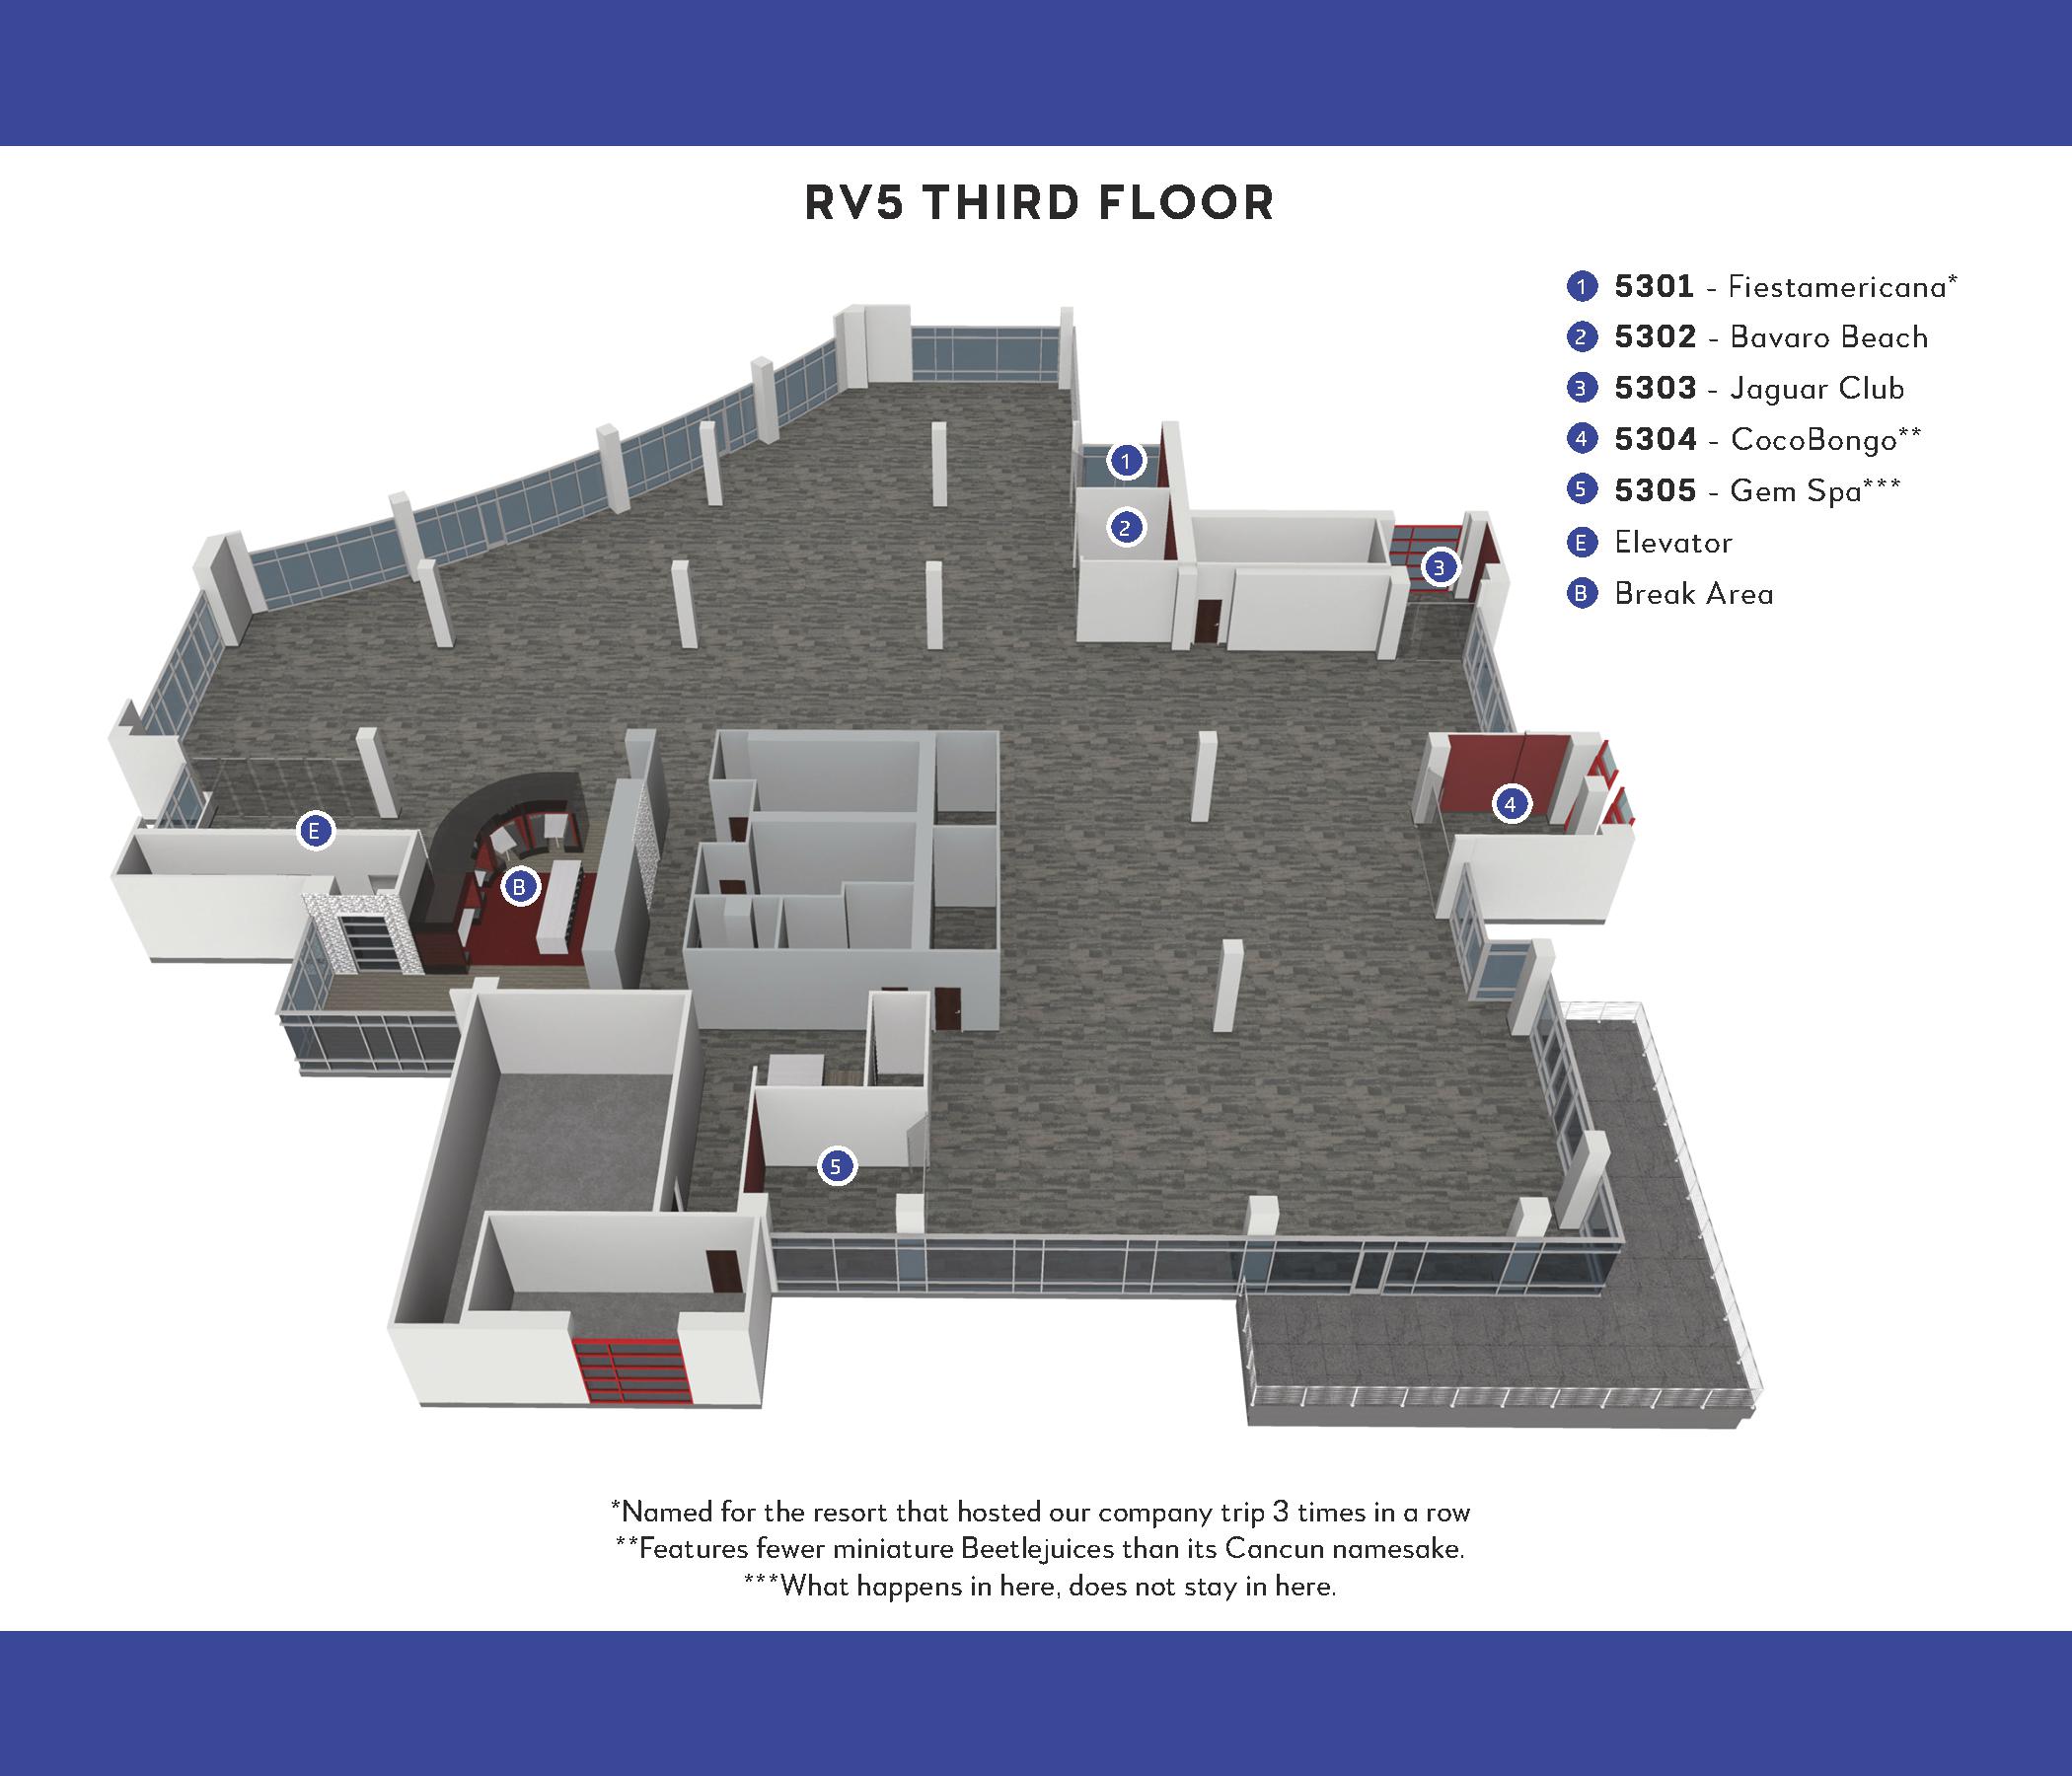 RV5 THIRD FLOOR
1 5301 - Fiestamericana*
2 5302 - Bavaro Beach
3 5303 - Jaguar Club
4 5304 - CocoBongo**
5 5305 - Gem Spa***
E Elevator
B Break Area
1
2
3
4
E
B
5
*Named for the resort that hosted our company trip 3 times in a row
**Features fewer miniature Beetlejuices than its Cancun namesake.
***What happens in here, does not stay in here.